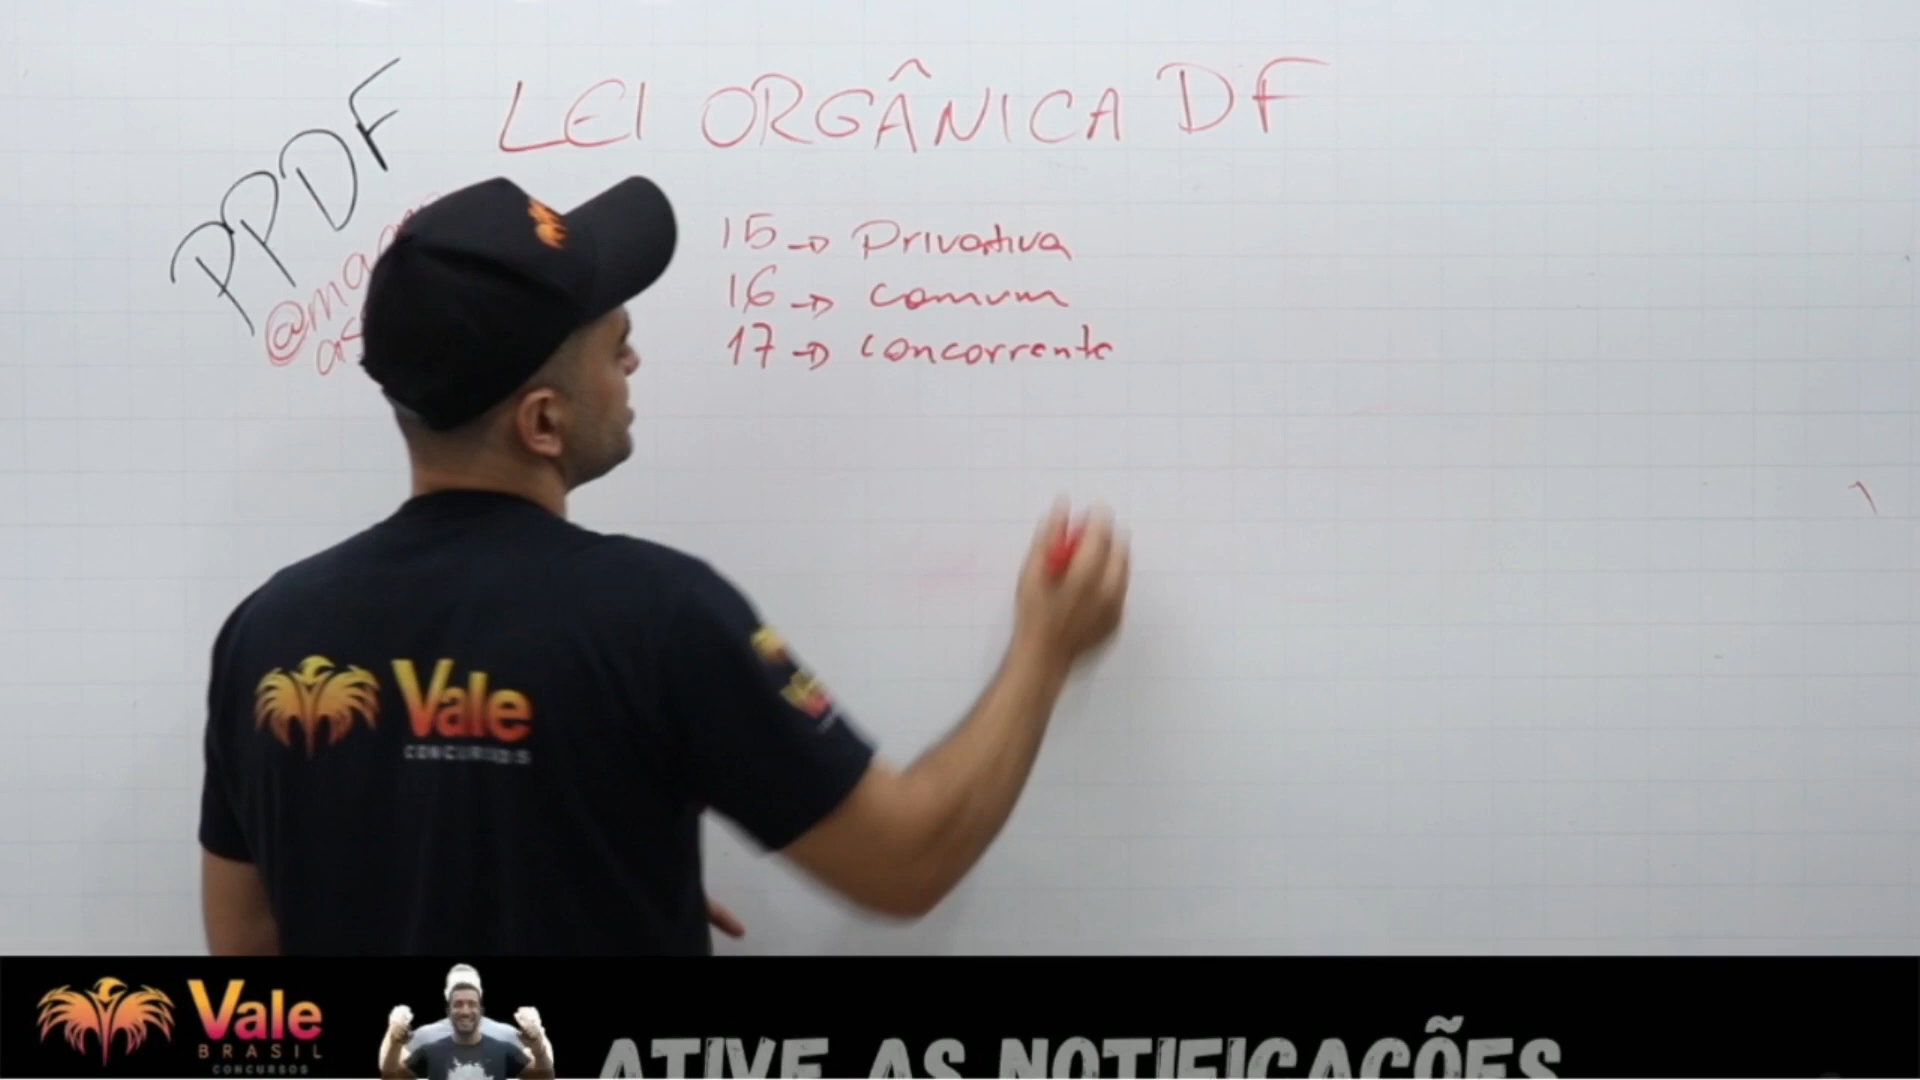 LEI ORGÂNICA DF
PPDF
15 → Privativa
16 → comum
17 → concorrente
Vale
CONCURSOS
Vale
BRASIL
CONCURSOS
ATIVE AS NOTIFICAÇÕES